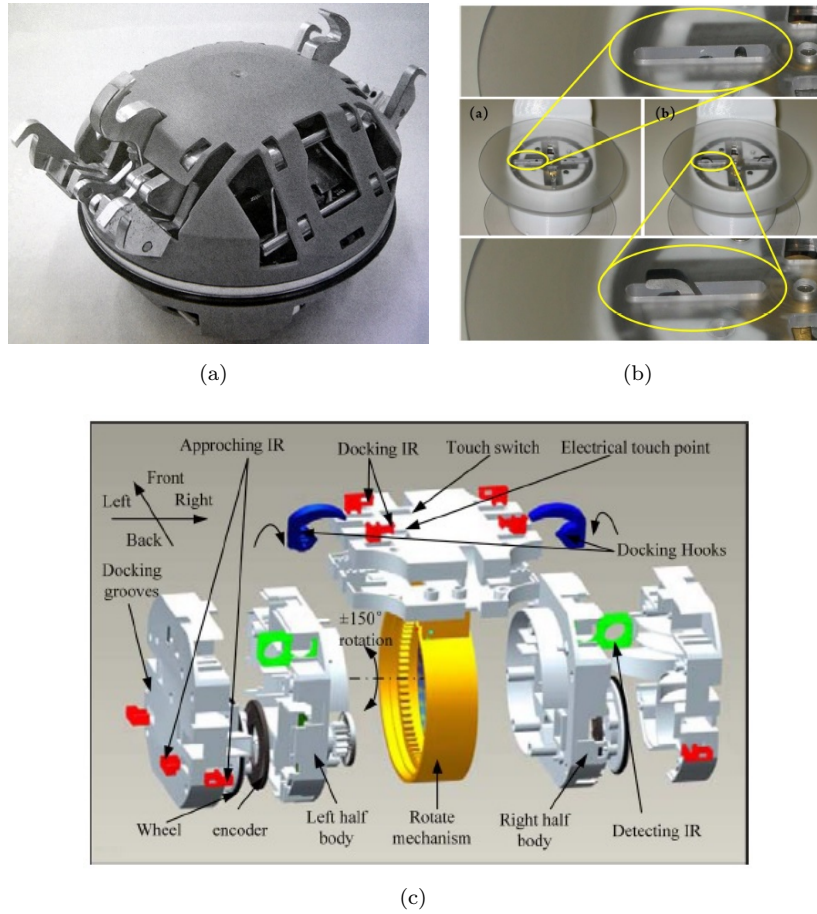 (a)
(b)
(a)
(b)
Approching IR
Docking IR
Touch switch
Electrical touch point
Front
Left
Right
Back
Docking Hooks
Docking
grooves
±150°
rotation
Wheel
encoder
Left half
body
Rotate
mechanism
Right half
body
Detecting IR
(c)